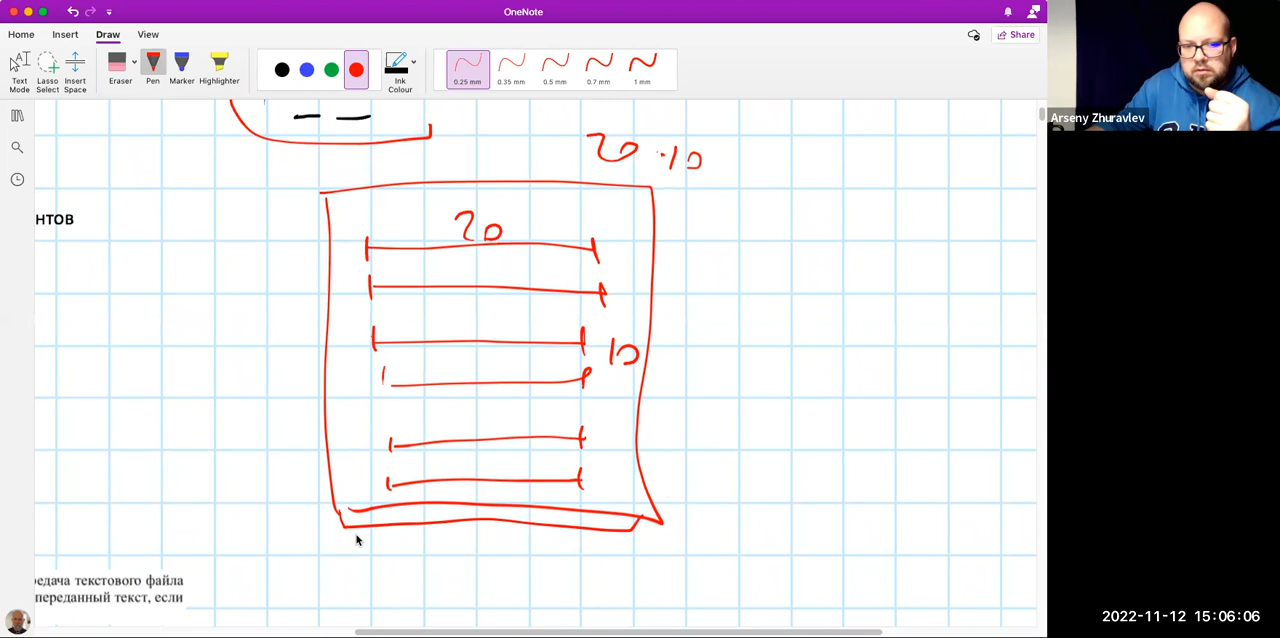 OneNote
Home Insert Draw View
Share
Text Mode
Lasso Select
Insert Space
Eraser
Pen
Marker
Highlighter
Ink Colour
0.25 mm
0.35 mm
0.5 mm
0.7 mm
1 mm
Arseny Zhuravlev
20 · 10
НТОВ
20
10
редача текстового файла
переданный текст, если
2022-11-12 15:06:06